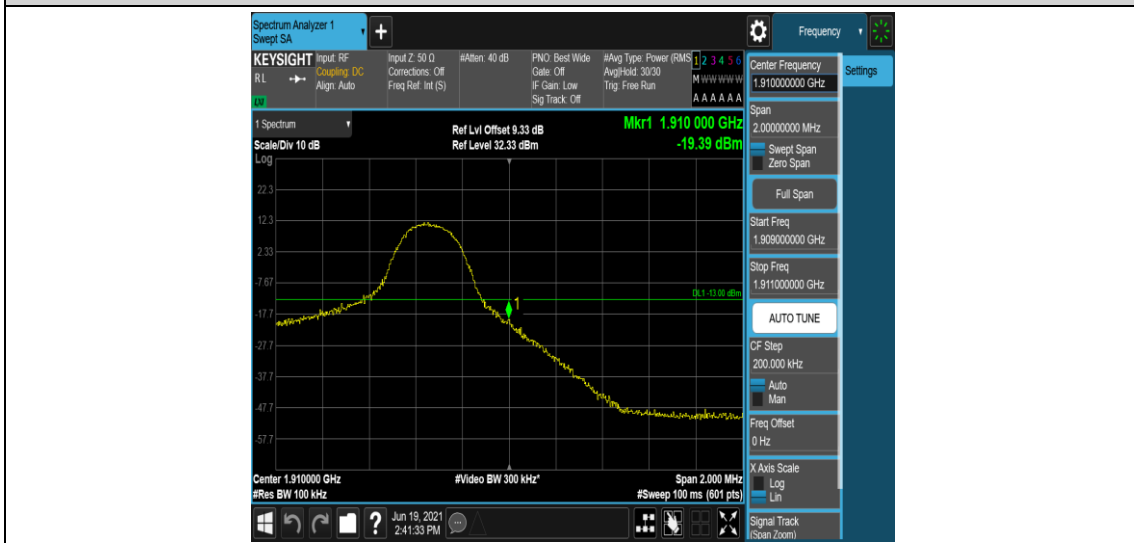 Spectrum Analyzer 1
Swept SA
Frequency
KEYSIGHT
RL
Input: RF
Coupling: DC
Align: Auto
Input Z: 50 Ω
Corrections: Off
Freq Ref: Int (S)
#Atten: 40 dB
PNO: Best Wide
Gate: Off
IF Gain: Low
Sig Track: Off
#Avg Type: Power (RMS
Avg|Hold: 30/30
Trig: Free Run
1 2 3 4 5 6
M W W W W W
A A A A A A
1 Spectrum
Scale/Div 10 dB
Log
Ref Lvl Offset 9.33 dB
Ref Level 32.33 dBm
Mkr1 1.910 000 GHz
-19.39 dBm
22.3
12.3
2.33
-7.67
-17.7
-27.7
-37.7
-47.7
-57.7
DL1 -13.00 dBm
1
Center 1.910000 GHz
#Res BW 100 kHz
#Video BW 300 kHz*
Span 2.000 MHz
#Sweep 100 ms (601 pts)
Center Frequency
1.910000000 GHz
Settings
Span
2.00000000 MHz
Swept Span
Zero Span
Full Span
Start Freq
1.909000000 GHz
Stop Freq
1.911000000 GHz
AUTO TUNE
CF Step
200.000 kHz
Auto
Man
Freq Offset
0 Hz
X Axis Scale
Log
Lin
Signal Track
(Span Zoom)
?
Jun 19, 2021
2:41:33 PM